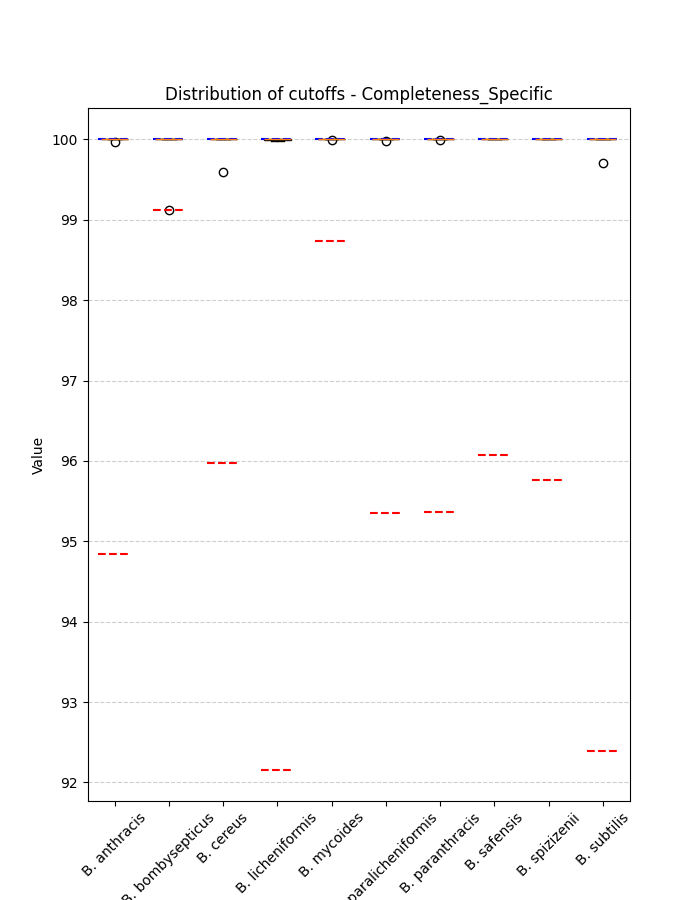 Distribution of cutoffs - Completeness_Specific
Value
100
99
98
97
96
95
94
93
92
B. anthracis
B. bombysepticus
B. cereus
B. licheniformis
B. mycoides
paralicheniformis
B. paranthracis
B. safensis
B. spizizenii
B. subtilis